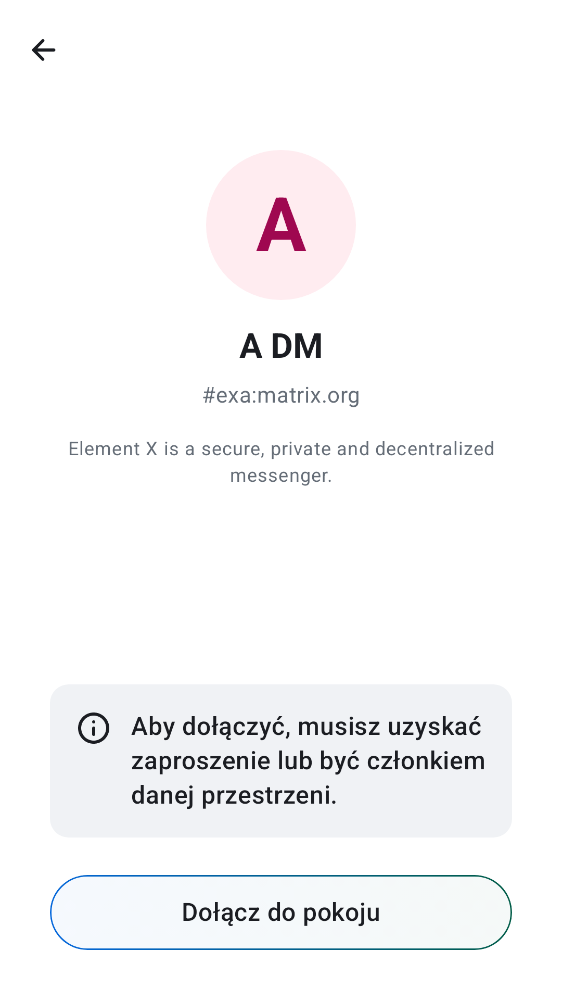 A
A DM
#exa:matrix.org
Element X is a secure, private and decentralized
messenger.
Aby dołączyć, musisz uzyskać
zaproszenie lub być członkiem
danej przestrzeni.
Dołącz do pokoju